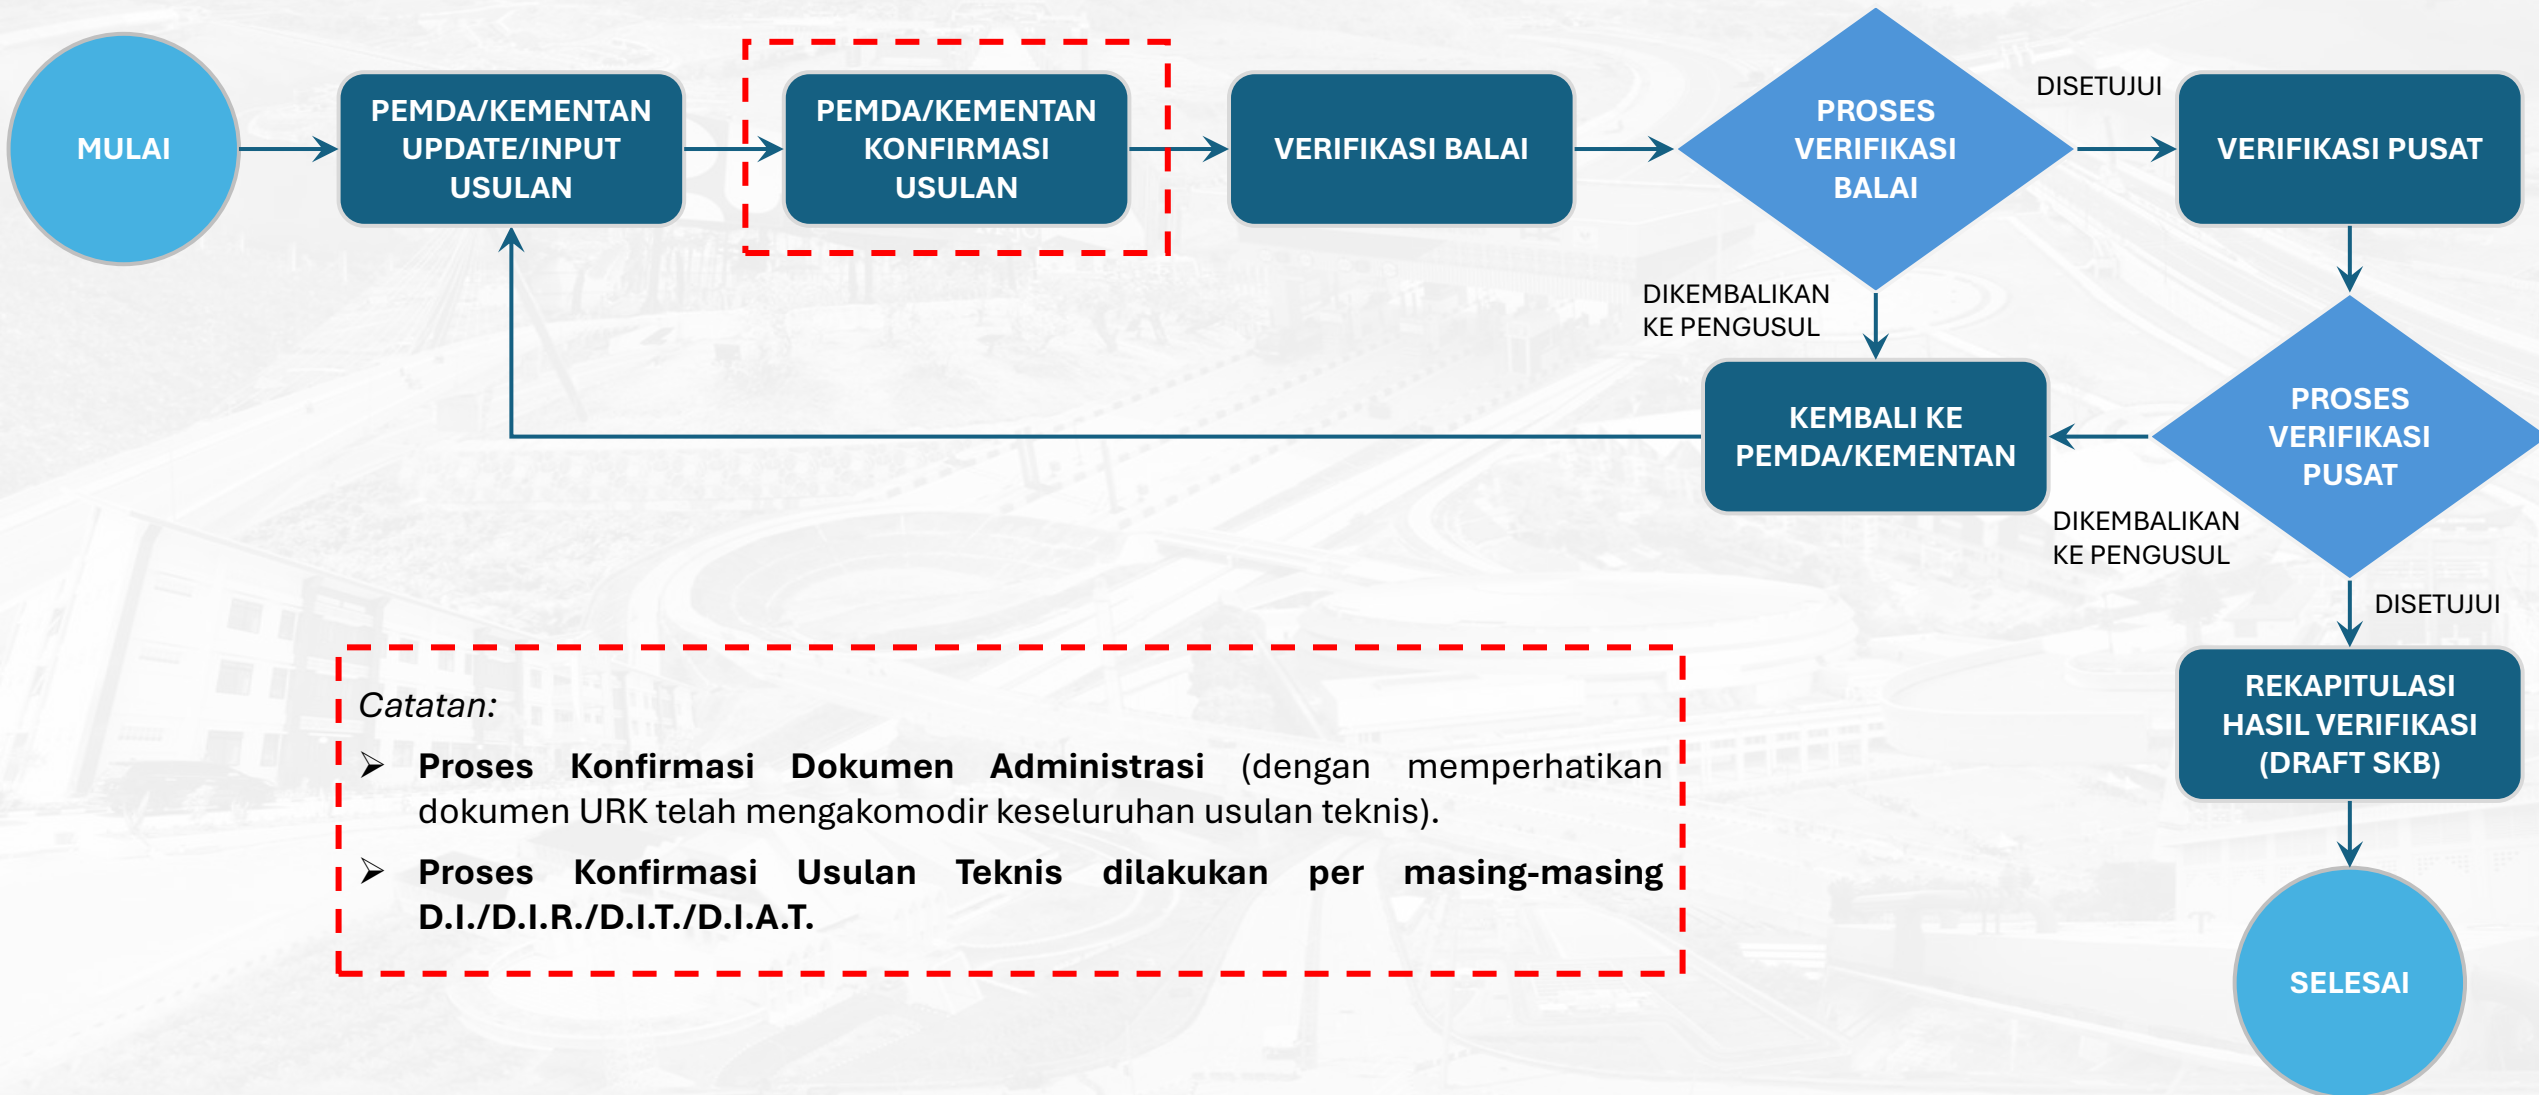 MULAI
PEMDA/KEMENTAN
UPDATE/INPUT
USULAN
PEMDA/KEMENTAN
KONFIRMASI
USULAN
VERIFIKASI BALAI
PROSES
VERIFIKASI
BALAI
DISETUJUI
VERIFIKASI PUSAT
DIKEMBALIKAN
KE PENGUSUL
KEMBALI KE
PEMDA/KEMENTAN
PROSES
VERIFIKASI
PUSAT
DIKEMBALIKAN
KE PENGUSUL
DISETUJUI
REKAPITULASI
HASIL VERIFIKASI
(DRAFT SKB)
SELESAI
Catatan:
➢ Proses Konfirmasi Dokumen Administrasi (dengan memperhatikan
dokumen URK telah mengakomodir keseluruhan usulan teknis).
➢ Proses Konfirmasi Usulan Teknis dilakukan per masing-masing
D.I./D.I.R./D.I.T./D.I.A.T.